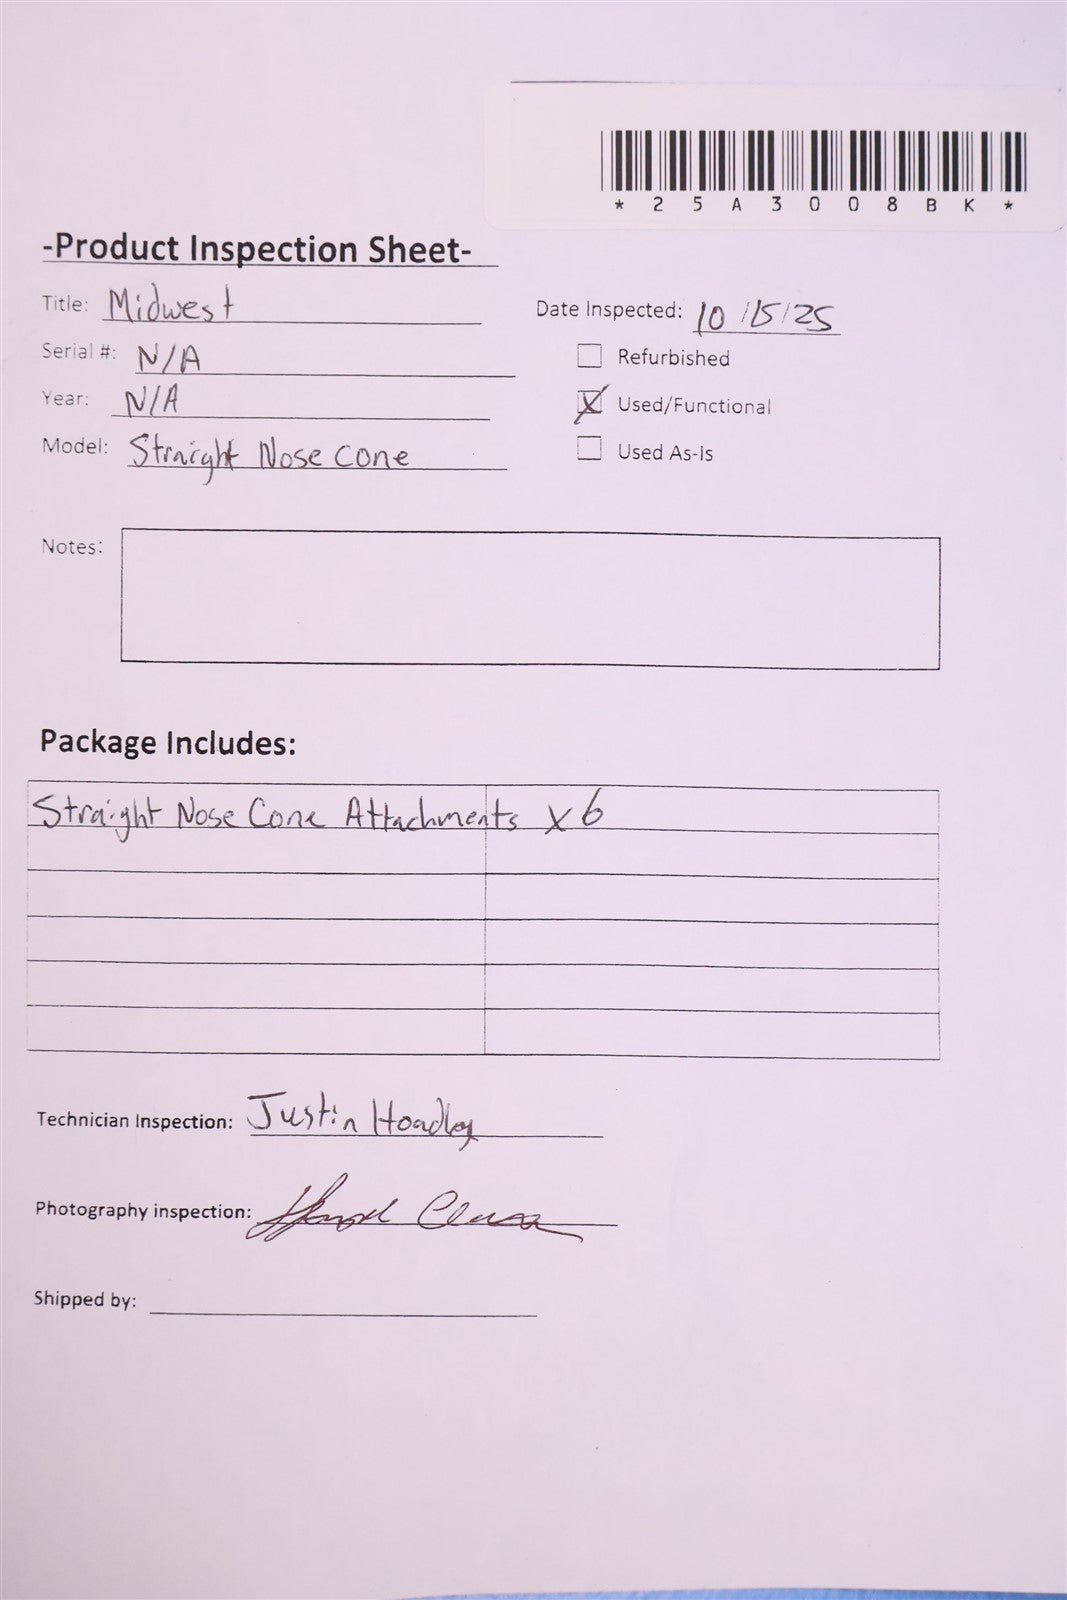 * 2 5 A 3 0 0 8 B K *
-Product Inspection Sheet-
Title: Midwest
Date Inspected: 10/15/25
Serial #: N/A
Refurbished
Year: N/A
X Used/Functional
Model: Straight Nose cone
Used As-Is
Notes:
Package Includes:
Straight Nose Cone Attachments x6
Technician Inspection: Justin Hoadley
Photography inspection:
Shipped by: